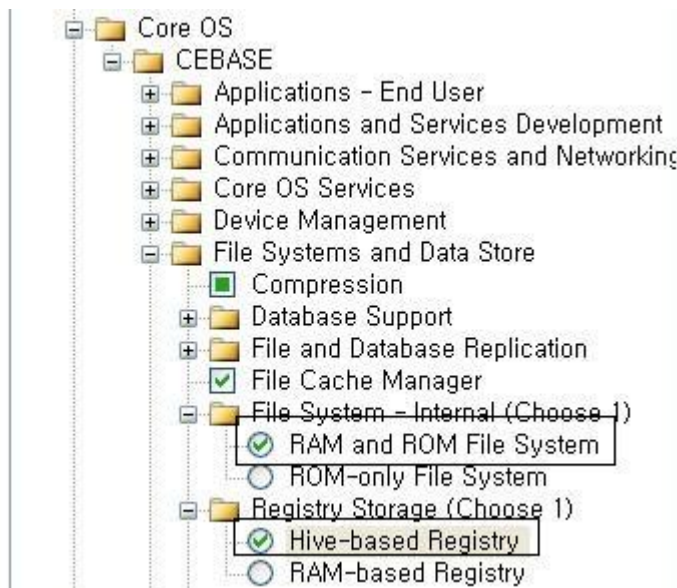 Core OS
CEBASE
Applications - End User
Applications and Services Development
Communication Services and Networking
Core OS Services
Device Management
File Systems and Data Store
Compression
Database Support
File and Database Replication
File Cache Manager
File System - Internal (Choose 1)
RAM and ROM File System
ROM-only File System
Registry Storage (Choose 1)
Hive-based Registry
RAM-based Registry